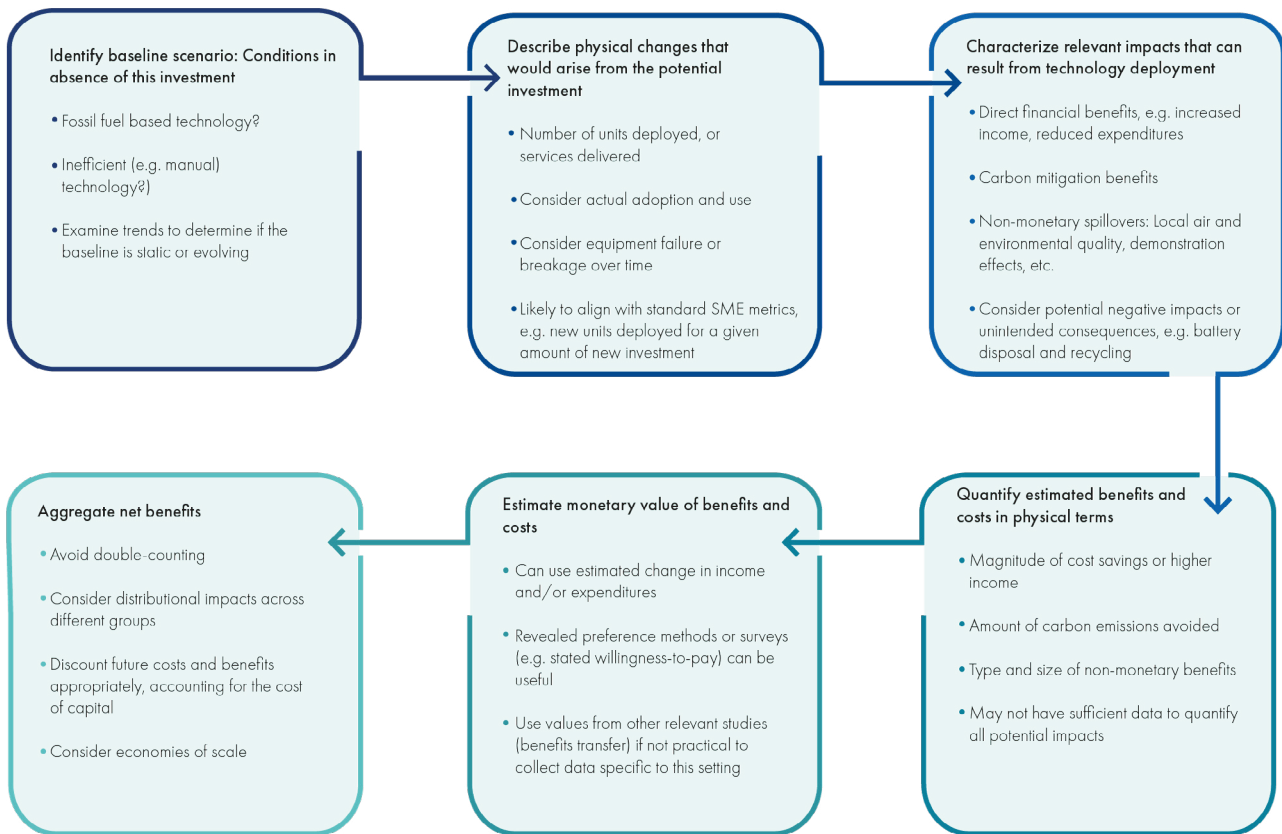 Identify baseline scenario: Conditions in
absence of this investment
• Fossil fuel based technology?
• Inefficient (e.g. manual)
technology?)
• Examine trends to determine if the
baseline is static or evolving
Describe physical changes that
would arise from the potential
investment
• Number of units deployed, or
services delivered
• Consider actual adoption and use
• Consider equipment failure or
breakage over time
• Likely to align with standard SME metrics,
e.g. new units deployed for a given
amount of new investment
Characterize relevant impacts that can
result from technology deployment
• Direct financial benefits, e.g. increased
income, reduced expenditures
• Carbon mitigation benefits
• Non-monetary spillovers: Local air and
environmental quality, demonstration
effects, etc.
• Consider potential negative impacts or
unintended consequences, e.g. battery
disposal and recycling
Quantify estimated benefits and
costs in physical terms
• Magnitude of cost savings or higher
income
• Amount of carbon emissions avoided
• Type and size of non-monetary benefits
• May not have sufficient data to quantify
all potential impacts
Estimate monetary value of benefits and
costs
• Can use estimated change in income
and/or expenditures
• Revealed preference methods or surveys
(e.g. stated willingness-to-pay) can be
useful
• Use values from other relevant studies
(benefits transfer) if not practical to
collect data specific to this setting
Aggregate net benefits
• Avoid double-counting
• Consider distributional impacts across
different groups
• Discount future costs and benefits
appropriately, accounting for the cost
of capital
• Consider economies of scale